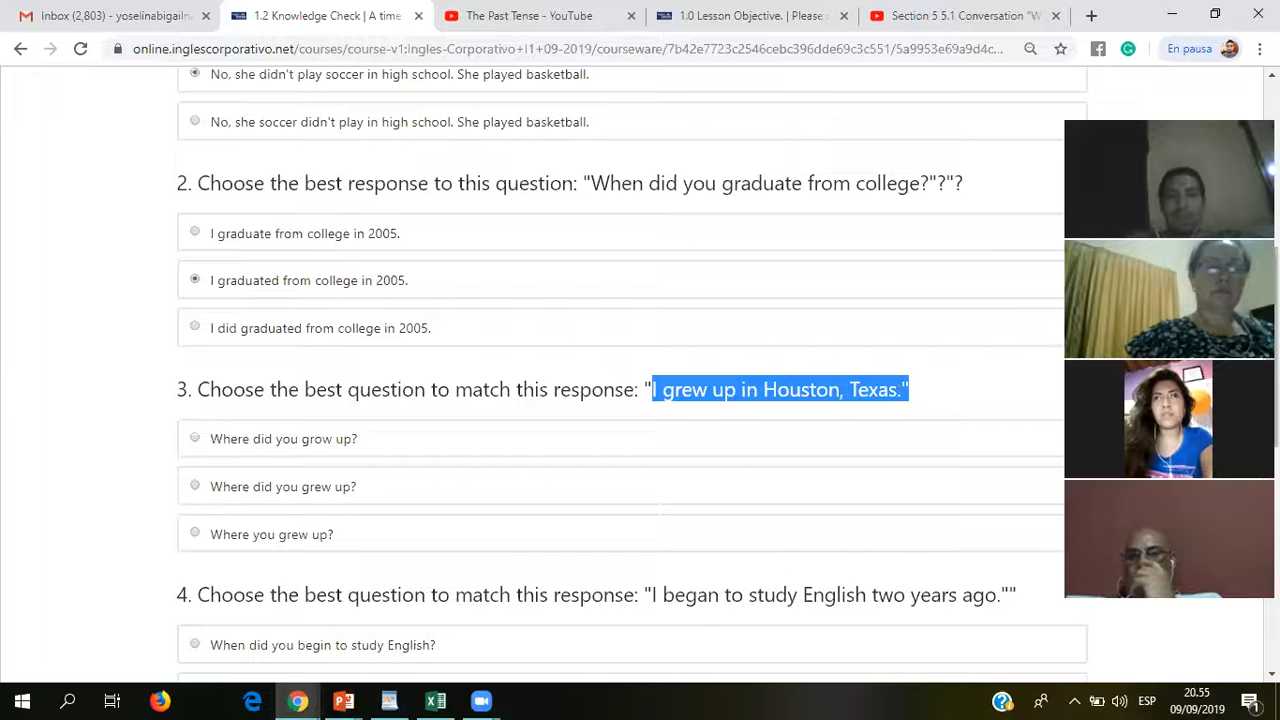 Inbox (2,803) - yoselinabigail
1.2 Knowledge Check | A time
The Past Tense - YouTube
1.0 Lesson Objective. | Please s
Section 5 5.1 Conversation "W
online.inglescorporativo.net/courses/course-v1:Ingles-Corporativo+I1+09-2019/courseware/7b42e7723c2546cebc396dde69c3c551/5a9953e69a9d4c...
En pausa
No, she didn't play soccer in high school. She played basketball.
No, she soccer didn't play in high school. She played basketball.
2. Choose the best response to this question: "When did you graduate from college?"?"?
I graduate from college in 2005.
I graduated from college in 2005.
I did graduated from college in 2005.
3. Choose the best question to match this response: "I grew up in Houston, Texas."
Where did you grow up?
Where did you grew up?
Where you grew up?
4. Choose the best question to match this response: "I began to study English two years ago.""
When did you begin to study English?
ESP
20.55
09/09/2019